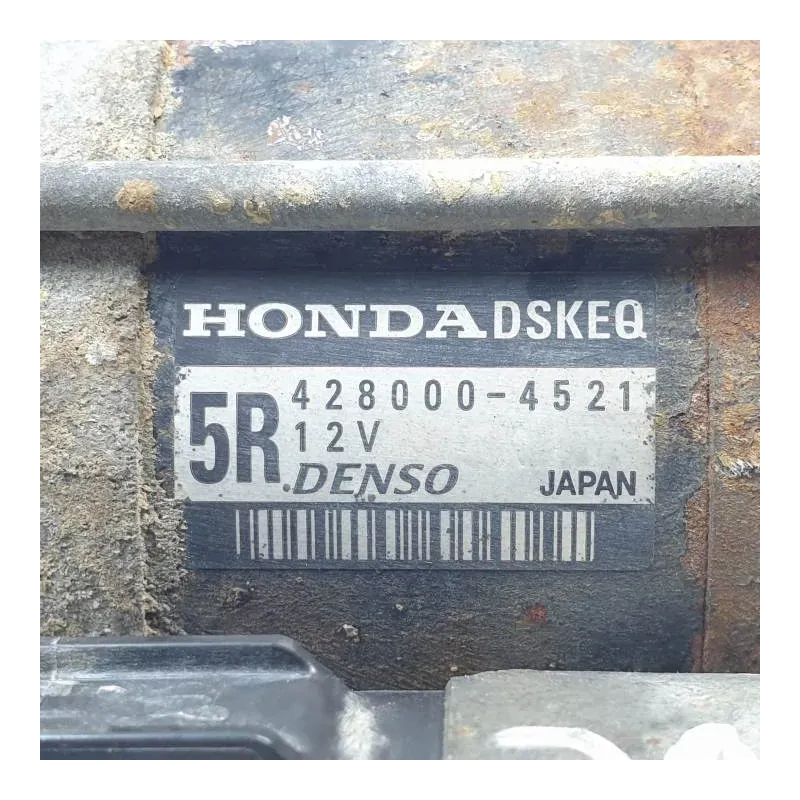 HONDA DSKEQ
5R
428000-4521
12V
DENSO JAPAN